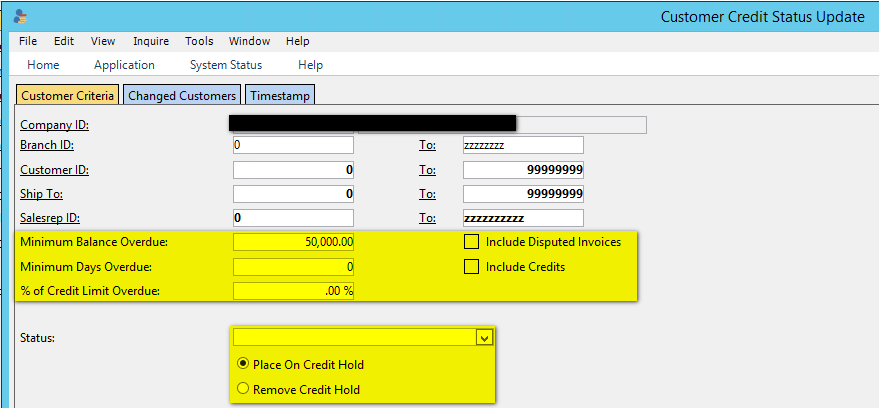 Customer Credit Status Update
File Edit View Inquire Tools Window Help
Home Application System Status Help
Customer Criteria Changed Customers Timestamp
Company ID:
Branch ID: 0 To: zzzzzzzz
Customer ID: 0 To: 99999999
Ship To: 0 To: 99999999
Salesrep ID: 0 To: zzzzzzzzzz
Minimum Balance Overdue: 50,000.00 Include Disputed Invoices
Minimum Days Overdue: 0 Include Credits
% of Credit Limit Overdue: .00 %
Status:
Place On Credit Hold
Remove Credit Hold